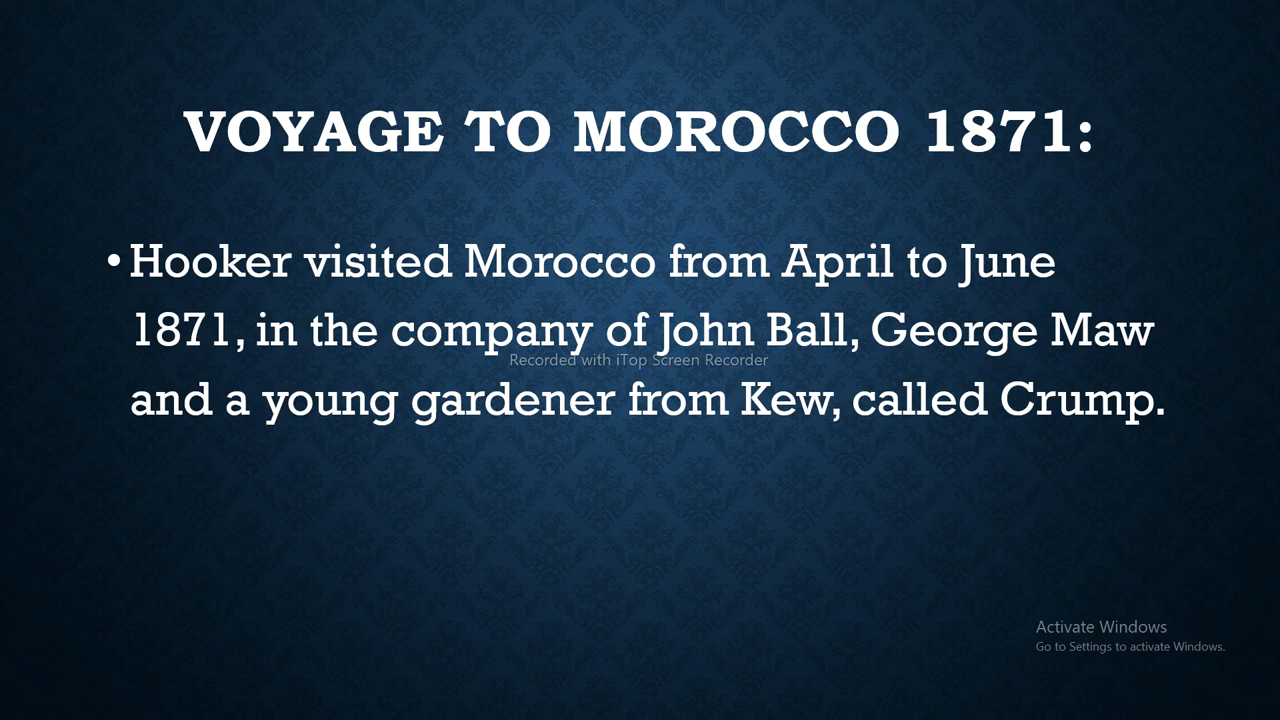 VOYAGE TO MOROCCO 1871:
• Hooker visited Morocco from April to June
1871, in the company of John Ball, George Maw
Recorded with iTop Screen Recorder
and a young gardener from Kew, called Crump.
Activate Windows
Go to Settings to activate Windows.